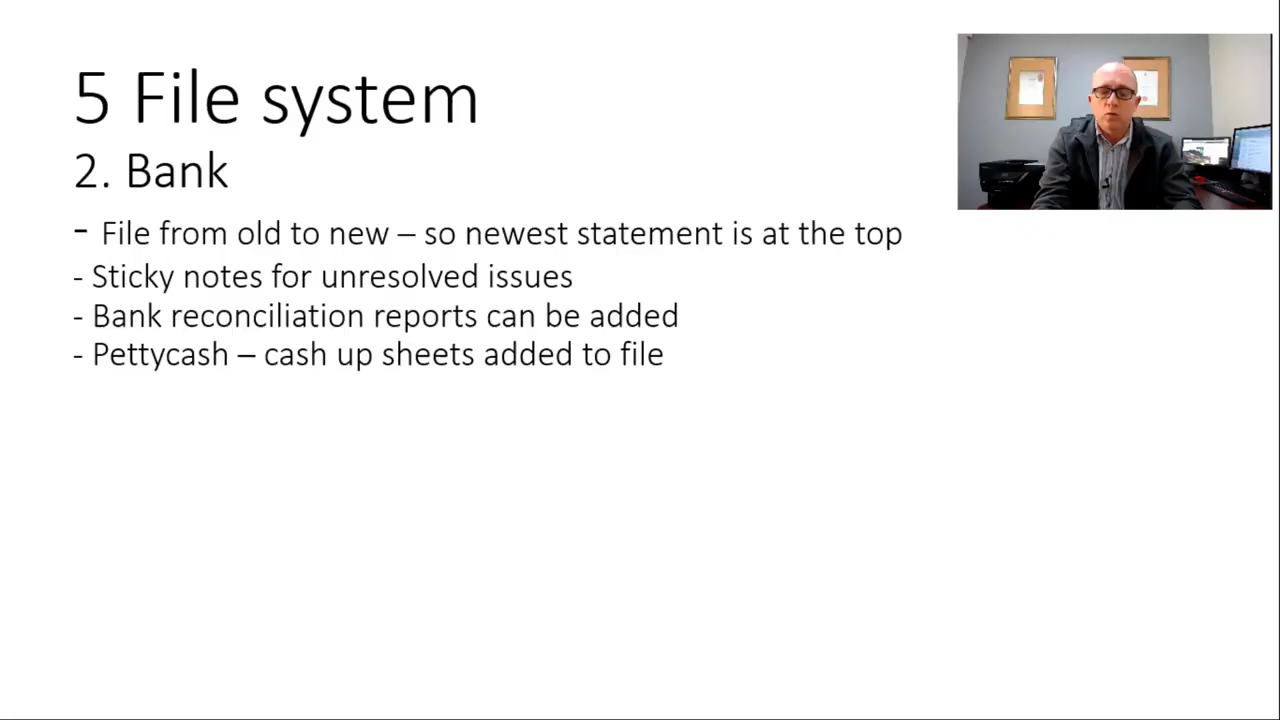 5 File system
2. Bank
- File from old to new – so newest statement is at the top
- Sticky notes for unresolved issues
- Bank reconciliation reports can be added
- Pettycash – cash up sheets added to file